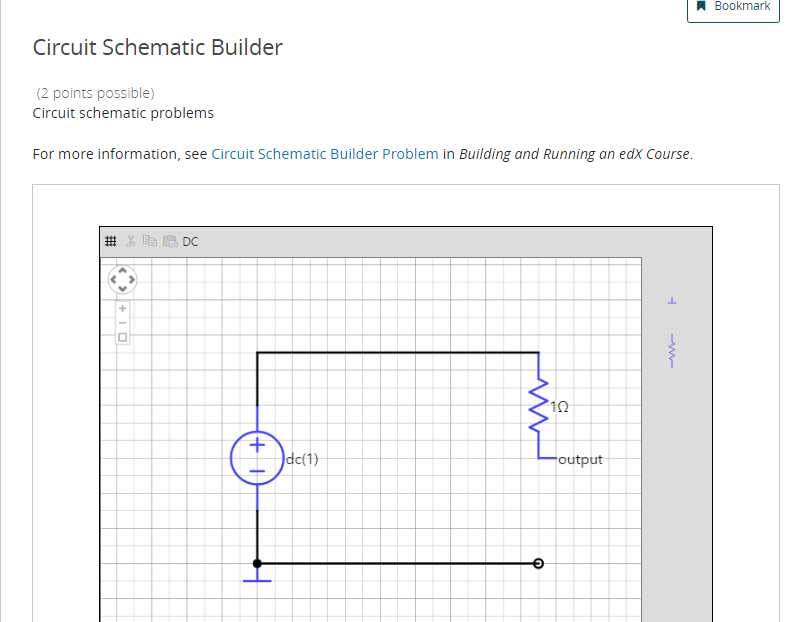 Bookmark
Circuit Schematic Builder
(2 points possible)
Circuit schematic problems
For more information, see Circuit Schematic Builder Problem in Building and Running an edX Course.
DC
+
−
1Ω
+
dc(1)
−
output